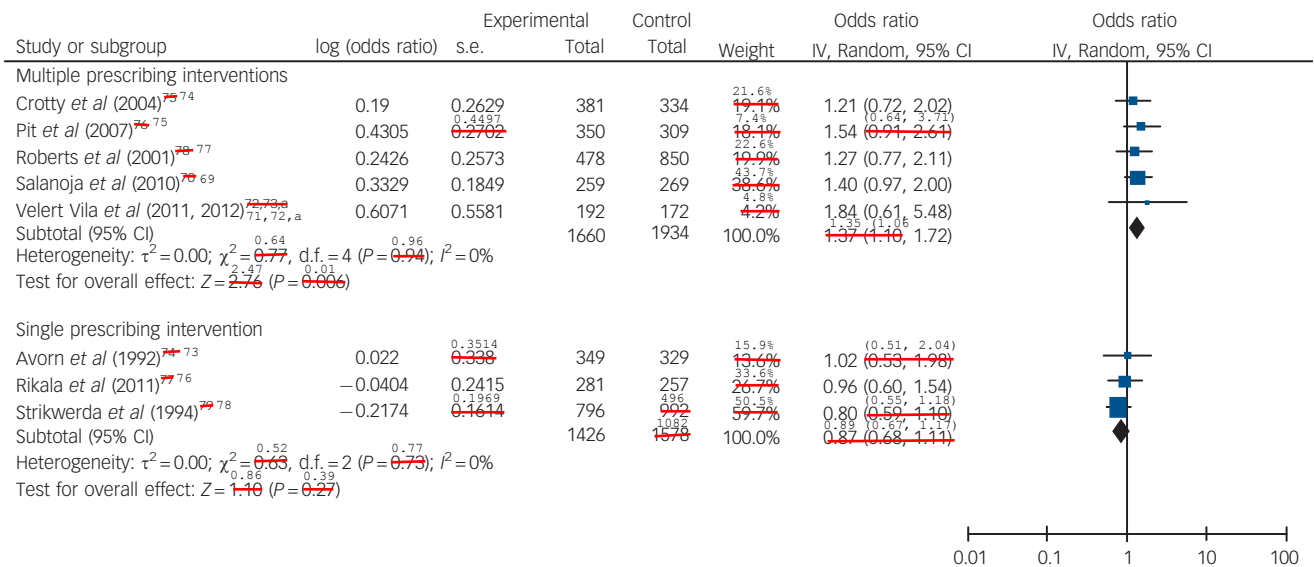 Experimental Control Odds ratio Odds ratio
Study or subgroup log (odds ratio) s.e. Total Total Weight IV, Random, 95% CI IV, Random, 95% CI
Multiple prescribing interventions
21.6%
Crotty et al (2004)75 74 0.19 0.2629 381 334 19.1% 1.21 (0.72, 2.02)
0.4497 7.4% (0.64, 3.71)
Pit et al (2007)76 75 0.4305 0.2702 350 309 18.1% 1.54 (0.91, 2.61)
22.6%
Roberts et al (2001)78 77 0.2426 0.2573 478 850 19.9% 1.27 (0.77, 2.11)
43.7%
Salanoja et al (2010)70 69 0.3329 0.1849 259 269 38.6% 1.40 (0.97, 2.00)
4.8%
Velert Vila et al (2011, 2012)72,73,a 0.6071 0.5581 192 172 4.2% 1.84 (0.61, 5.48)
71,72,a
1.35 (1.06
Subtotal (95% CI) 1660 1934 100.0% 1.37 (1.10, 1.72)
0.64 0.96
Heterogeneity: τ2 = 0.00; χ2 = 0.77, d.f. = 4 (P = 0.94); I2 = 0%
2.47 0.01
Test for overall effect: Z = 2.76 (P = 0.006)
Single prescribing intervention
0.3514 15.9% (0.51, 2.04)
Avorn et al (1992)74 73 0.022 0.338 349 329 13.6% 1.02 (0.53, 1.98)
33.6%
Rikala et al (2011)77 76 −0.0404 0.2415 281 257 26.7% 0.96 (0.60, 1.54)
0.1969 496 50.5% (0.55, 1.18)
Strikwerda et al (1994)79 78 −0.2174 0.1614 796 992 59.7% 0.80 (0.59, 1.10)
1082 0.89 (0.67, 1.17)
Subtotal (95% CI) 1426 1578 100.0% 0.87 (0.68, 1.11)
0.52 0.77
Heterogeneity: τ2 = 0.00; χ2 = 0.63, d.f. = 2 (P = 0.73); I2 = 0%
0.86 0.39
Test for overall effect: Z = 1.10 (P = 0.27)
0.01 0.1 1 10 100